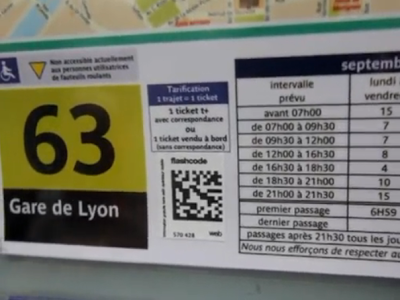 Non accessible actuellement
aux personnes utilisatrices
de fauteuils roulants
63
Gare de Lyon
Tarification
1 trajet = 1 ticket
1 ticket t+
avec correspondance
ou
1 ticket vendu à bord
(sans correspondance)
flashcode
570 428 web
septemb
intervalle prévu lundi vendre
avant 07h00 15
de 07h00 à 09h30 7
de 09h30 à 12h00 7
de 12h00 à 16h30 8
de 16h30 à 18h30 4
de 18h30 à 21h00 10
de 21h00 à 21h30 15
premier passage 6H59
dernier passage
passages après 21h30 tous les jou
Nous nous efforçons de respecter au